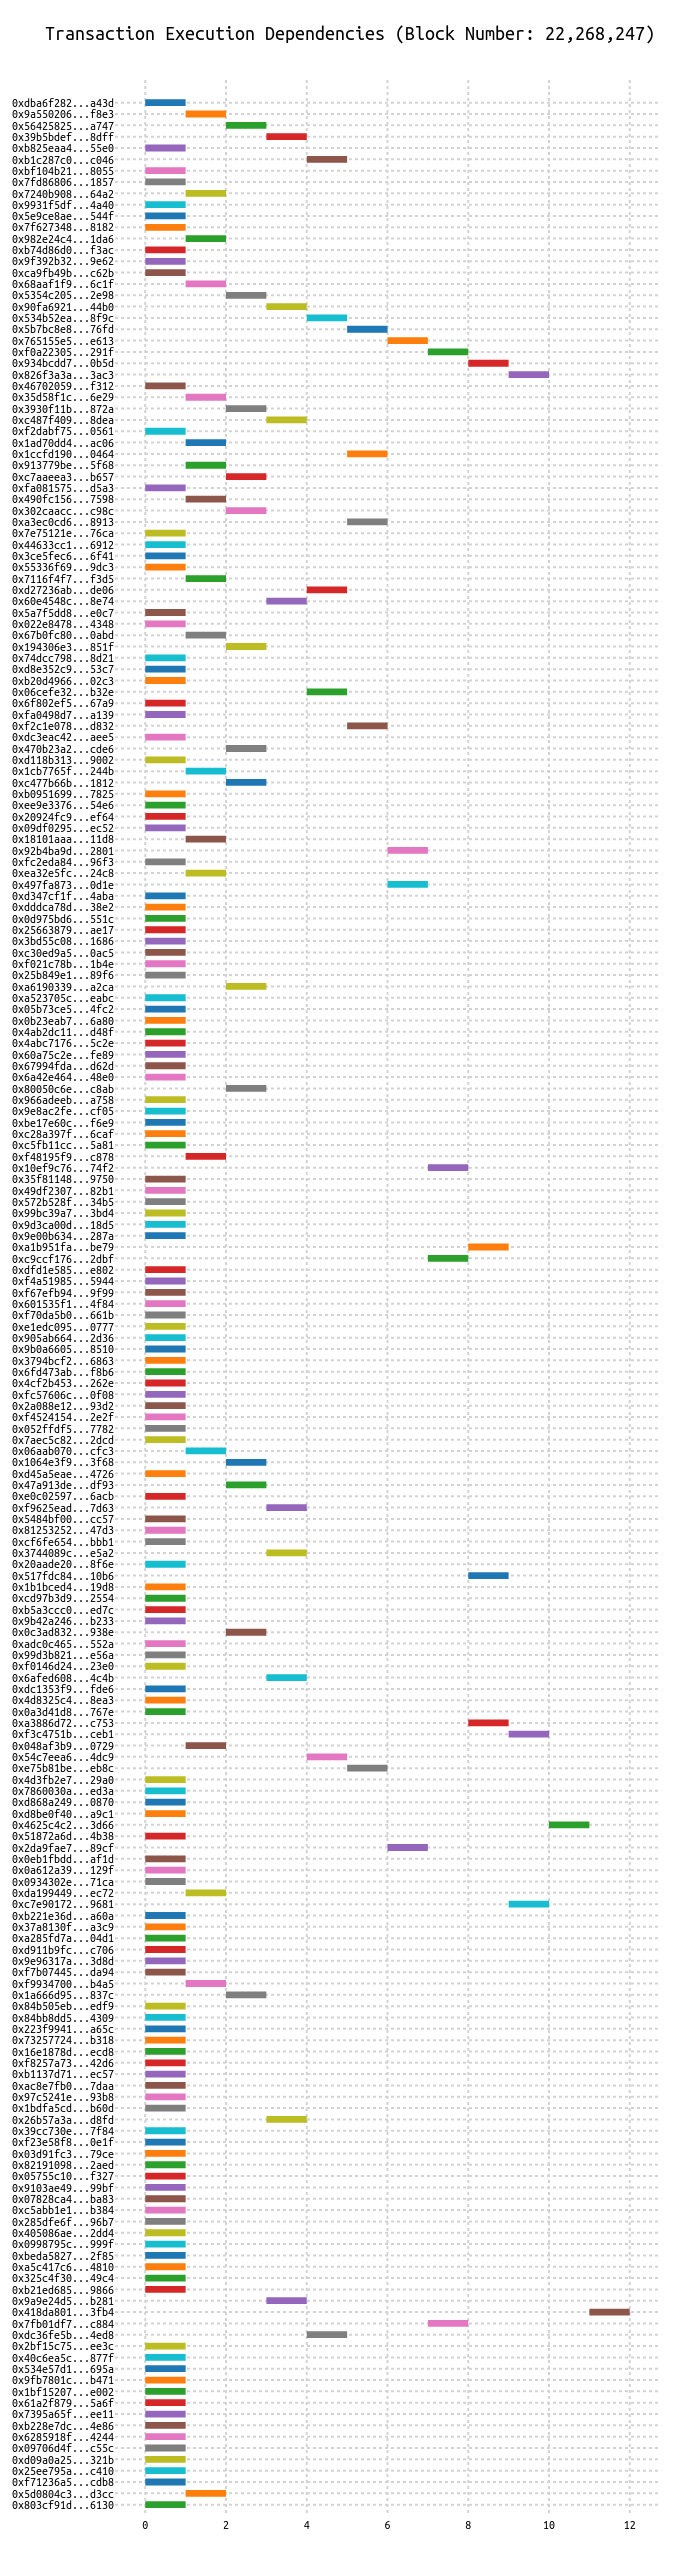 Transaction Execution Dependencies (Block Number: 22,268,247)
0xdba6f282...a43d
0x9a550206...f8e3
0x56425825...a747
0x39b5bdef...8dff
0xb825eaa4...55e0
0xb1c287c0...c046
0xbf104b21...8055
0x7fd86806...1857
0x7240b908...64a2
0x9931f5df...4a40
0x5e9ce8ae...544f
0x7f627348...8182
0x982e24c4...1da6
0xb74d86d0...f3ac
0x9f392b32...9e62
0xca9fb49b...c62b
0x68aaf1f9...6c1f
0x5354c205...2e98
0x90fa6921...44b0
0x534b52ea...8f9c
0x5b7bc8e8...76fd
0x765155e5...e613
0xf0a22305...291f
0x934bcdd7...0b5d
0x826f3a3a...3ac3
0x46702059...f312
0x35d58f1c...6e29
0x3930f11b...872a
0xc487f409...8dea
0xf2dabf75...0561
0x1ad70dd4...ac06
0x1ccfd190...0464
0x913779be...5f68
0xc7aaeea3...b657
0xfa081575...d5a3
0x490fc156...7598
0x302caacc...c98c
0xa3ec0cd6...8913
0x7e75121e...76ca
0x44633cc1...6912
0x3ce5fec6...6f41
0x55336f69...9dc3
0x7116f4f7...f3d5
0xd27236ab...de06
0x60e4548c...8e74
0x5a7f5dd8...e0c7
0x022e8478...4348
0x67b0fc80...0abd
0x194306e3...851f
0x74dcc798...8d21
0xd8e352c9...53c7
0xb20d4966...02c3
0x06cefe32...b32e
0x6f802ef5...67a9
0xfa0498d7...a139
0xf2c1e078...d832
0xdc3eac42...aee5
0x470b23a2...cde6
0xd118b313...9002
0x1cb7765f...244b
0xc477b66b...1812
0xb0951699...7825
0xee9e3376...54e6
0x20924fc9...ef64
0x09df0295...ec52
0x18101aaa...11d8
0x92b4ba9d...2801
0xfc2eda84...96f3
0xea32e5fc...24c8
0x497fa873...0d1e
0xd347cf1f...4aba
0xdddca78d...38e2
0x0d975bd6...551c
0x25663879...ae17
0x3bd55c08...1686
0xc30ed9a5...0ac5
0xf021c78b...1b4e
0x25b849e1...89f6
0xa6190339...a2ca
0xa523705c...eabc
0x05b73ce5...4fc2
0x0b23eab7...6a80
0x4ab2dc11...d48f
0x4abc7176...5c2e
0x60a75c2e...fe89
0x67994fda...d62d
0x6a42e464...48e0
0x80050c6e...c8ab
0x966adeeb...a758
0x9e8ac2fe...cf05
0xbe17e60c...f6e9
0xc28a397f...6caf
0xc5fb11cc...5a81
0xf48195f9...c878
0x10ef9c76...74f2
0x35f81148...9750
0x49df2307...82b1
0x572b528f...34b5
0x99bc39a7...3bd4
0x9d3ca00d...18d5
0x9e00b634...287a
0xa1b951fa...be79
0xc9ccf176...2dbf
0xdfd1e585...e802
0xf4a51985...5944
0xf67efb94...9f99
0x601535f1...4f84
0xf70da5b0...661b
0xe1edc095...0777
0x905ab664...2d36
0x9b0a6605...8510
0x3794bcf2...6863
0x6fd473ab...f8b6
0x4cf2b453...262e
0xfc57606c...0f08
0x2a088e12...93d2
0xf4524154...2e2f
0x052ffdf5...7782
0x7aec5c82...2dcd
0x06aab070...cfc3
0x1064e3f9...3f68
0xd45a5eae...4726
0x47a913de...df93
0xe0c02597...6acb
0xf9625ead...7d63
0x5484bf00...cc57
0x81253252...47d3
0xcf6fe654...bbb1
0x3744089c...e5a2
0x20aade20...8f6e
0x517fdc84...10b6
0x1b1bced4...19d8
0xcd97b3d9...2554
0xb5a3ccc0...ed7c
0x9b42a246...b233
0x0c3ad832...938e
0xadc0c465...552a
0x99d3b821...e56a
0xf0146d24...23e0
0x6afed608...4c4b
0xdc1353f9...fde6
0x4d8325c4...8ea3
0x0a3d41d8...767e
0xa3886d72...c753
0xf3c4751b...ceb1
0x048af3b9...0729
0x54c7eea6...4dc9
0xe75b81be...eb8c
0x4d3fb2e7...29a0
0x7860030a...ed3a
0xd868a249...0870
0xd8be0f40...a9c1
0x4625c4c2...3d66
0x51872a6d...4b38
0x2da9fae7...89cf
0x0eb1fbdd...af1d
0x0a612a39...129f
0x0934302e...71ca
0xda199449...ec72
0xc7e90172...9681
0xb221e36d...a60a
0x37a8130f...a3c9
0xa285fd7a...04d1
0xd911b9fc...c706
0x9e96317a...3d8d
0xf7b07445...da94
0xf9934700...b4a5
0x1a666d95...837c
0x84b505eb...edf9
0x84bb8dd5...4309
0x223f9941...a65c
0x73257724...b318
0x16e1878d...ecd8
0xf8257a73...42d6
0xb1137d71...ec57
0xac8e7fb0...7daa
0x97c5241e...93b8
0x1bdfa5cd...b60d
0x26b57a3a...d8fd
0x39cc730e...7f84
0xf23e58f8...0e1f
0x03d91fc3...79ce
0x82191098...2aed
0x05755c10...f327
0x9103ae49...99bf
0x07828ca4...ba83
0xc5abb1e1...b384
0x285dfe6f...96b7
0x405086ae...2dd4
0x0998795c...999f
0xbeda5827...2f85
0xa5c417c6...4810
0x325c4f30...49c4
0xb21ed685...9866
0x9a9e24d5...b281
0x418da801...3fb4
0x7fb01df7...c884
0xdc36fe5b...4ed8
0x2bf15c75...ee3c
0x40c6ea5c...877f
0x534e57d1...695a
0x9fb7801c...b471
0x1bf15207...e002
0x61a2f879...5a6f
0x7395a65f...ee11
0xb228e7dc...4e86
0x6285918f...4244
0x09706d4f...c55c
0xd09a0a25...321b
0x25ee795a...c410
0xf71236a5...cdb8
0x5d0804c3...d3cc
0x803cf91d...6130
0 2 4 6 8 10 12